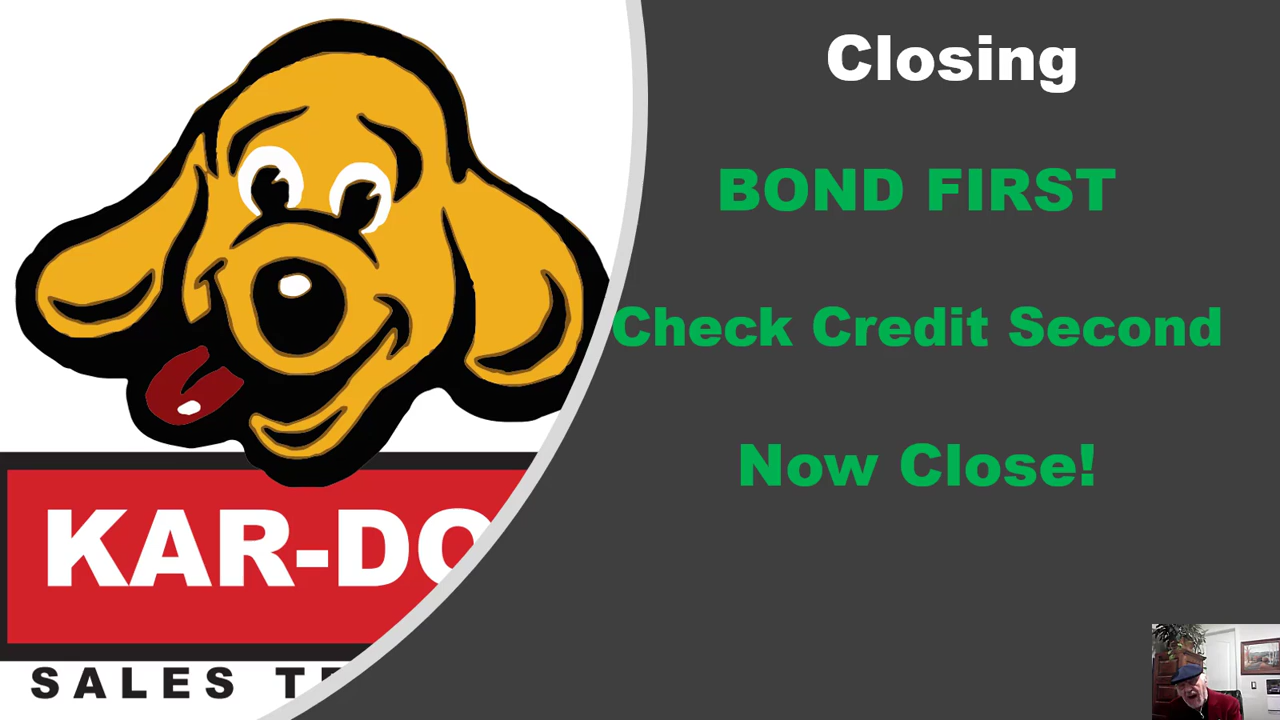 Closing
BOND FIRST
Check Credit Second
Now Close!
KAR-DO
SALES T